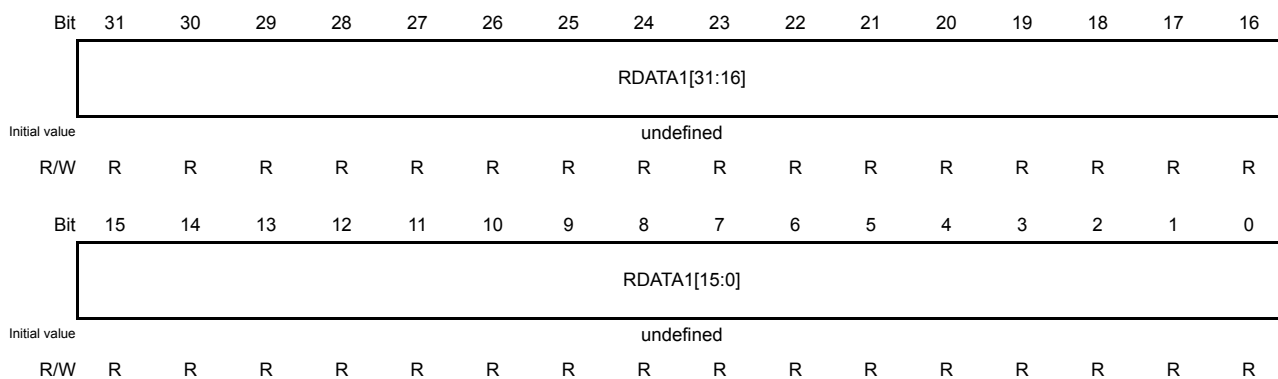 Bit 31 30 29 28 27 26 25 24 23 22 21 20 19 18 17 16
RDATA1[31:16]
Initial value undefined
R/W R R R R R R R R R R R R R R R R
Bit 15 14 13 12 11 10 9 8 7 6 5 4 3 2 1 0
RDATA1[15:0]
Initial value undefined
R/W R R R R R R R R R R R R R R R R